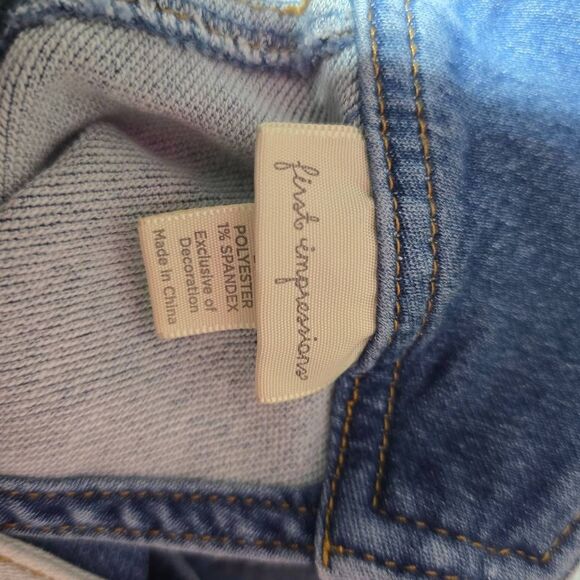 first impressions
POLYESTER
1% SPANDEX
Exclusive of
Decoration
Made In China